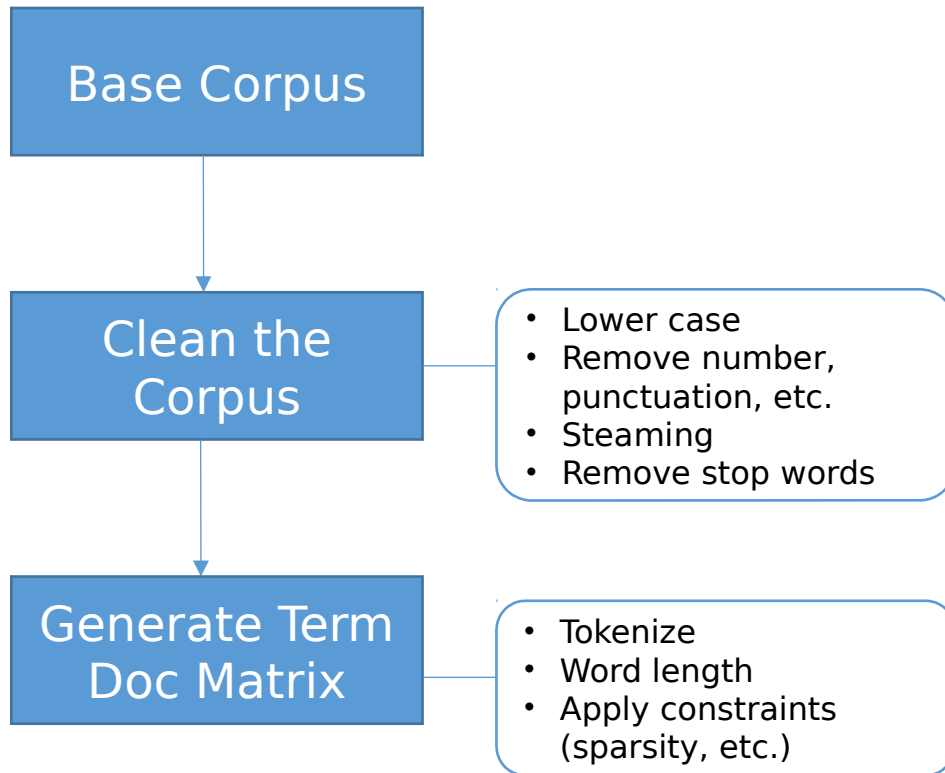 Base Corpus
Clean the
Corpus
• Lower case
• Remove number,
punctuation, etc.
• Steaming
• Remove stop words
Generate Term
Doc Matrix
• Tokenize
• Word length
• Apply constraints
(sparsity, etc.)